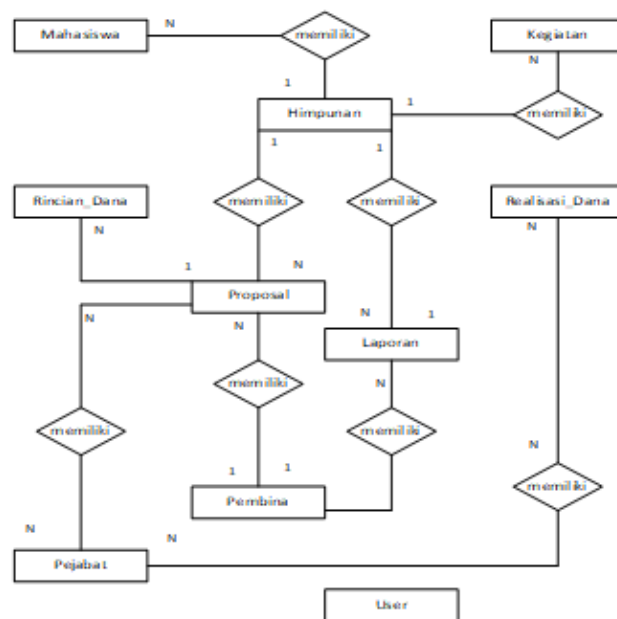 N
Mahasiswa
memiliki
Kegiatan
N
1
Himpunan
1
memiliki
1
1
Rincian_Dana
memiliki
memiliki
Realisasi_Dana
N
N
1
N
Proposal
N
N
N
1
Laporan
memiliki
N
memiliki
memiliki
N
1
1
memiliki
Pembina
N
N
Pejabat
User